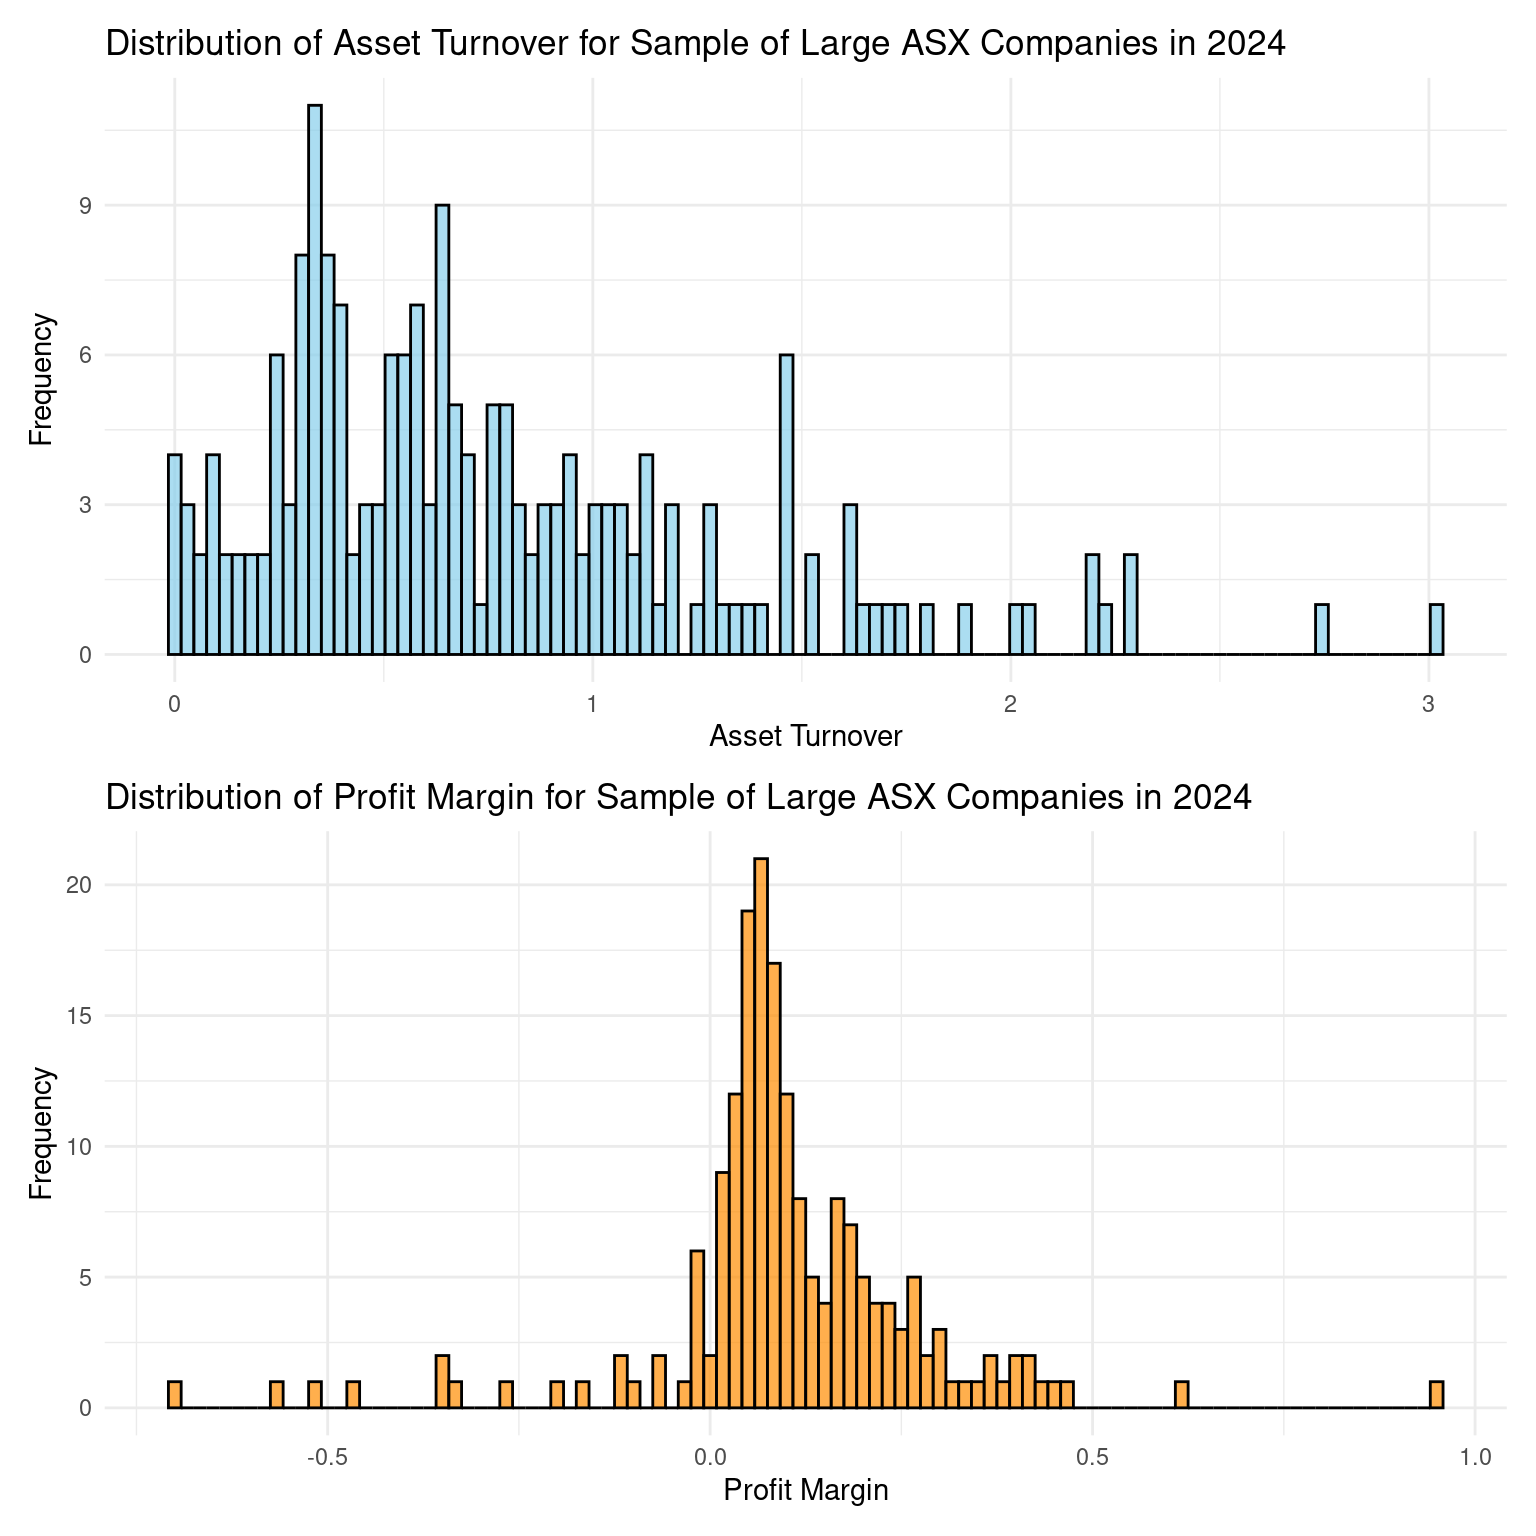 Distribution of Asset Turnover for Sample of Large ASX Companies in 2024
9
6
3
0
Frequency
0 1 2 3
Asset Turnover
Distribution of Profit Margin for Sample of Large ASX Companies in 2024
20
15
10
5
0
Frequency
-0.5 0.0 0.5 1.0
Profit Margin